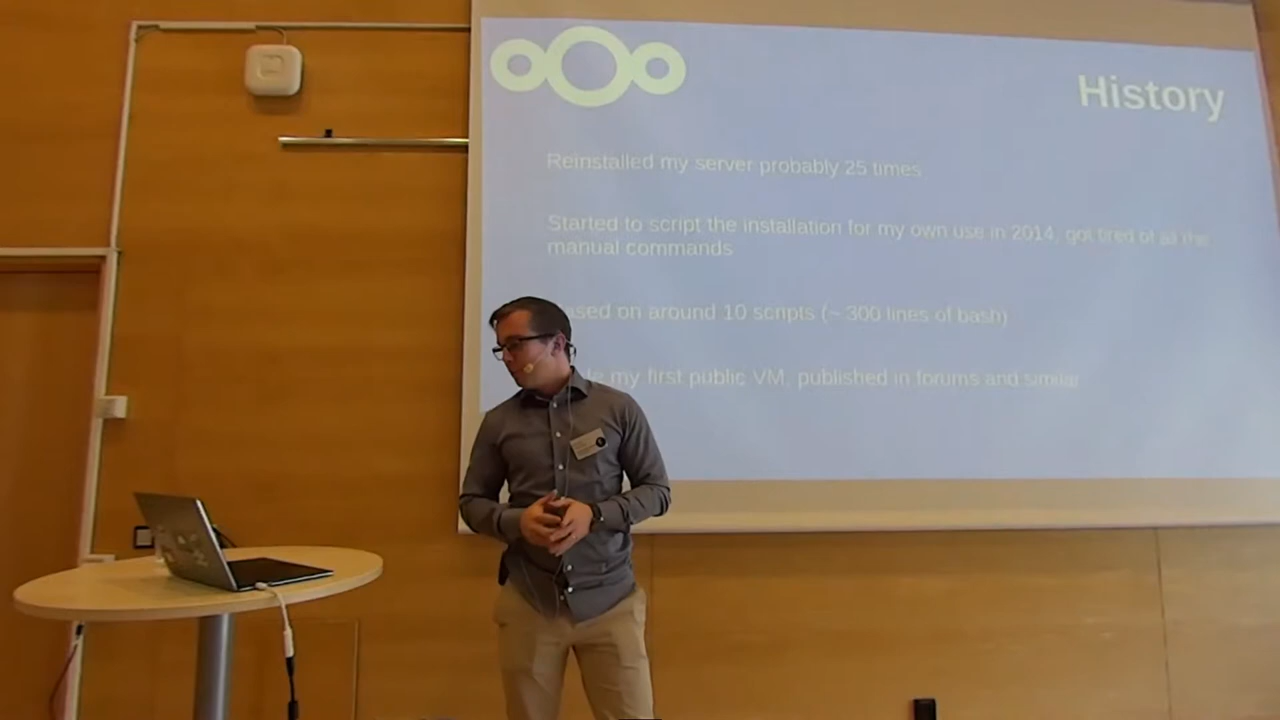 History
Reinstalled my server probably 25 times
Started to script the installation for my own use in 2014, got tired of all the
manual commands
sed on around 10 scripts (~ 300 lines of bash)
my first public VM, published in forums and similar